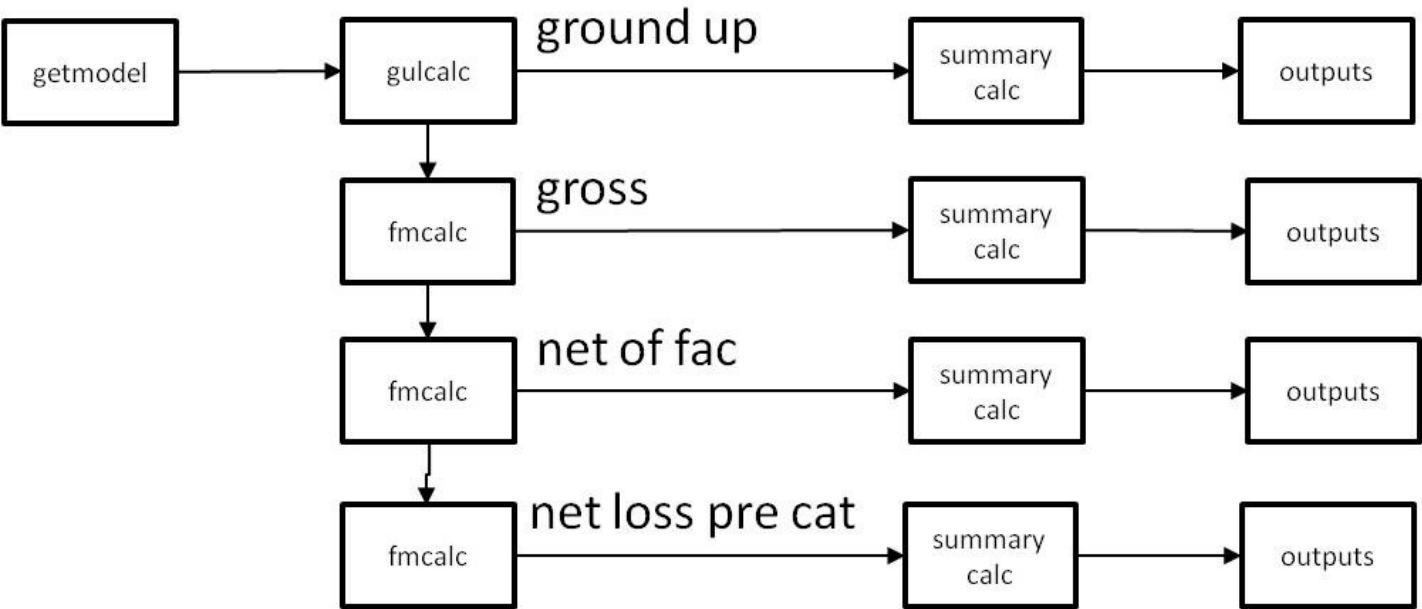 ground up
getmodel
gulcalc
summary
calc
outputs
gross
fmcalc
summary
calc
outputs
net of fac
fmcalc
summary
calc
outputs
net loss pre cat
fmcalc
summary
calc
outputs